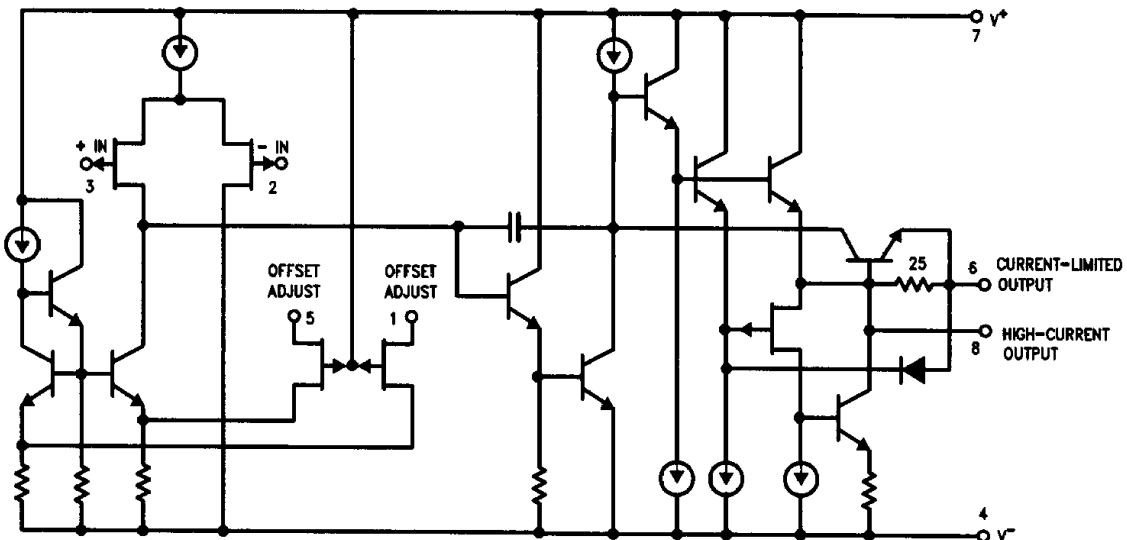 V+
7
+ IN
3
- IN
2
OFFSET
ADJUST
5
OFFSET
ADJUST
1
25
6
CURRENT-LIMITED
OUTPUT
8
HIGH-CURRENT
OUTPUT
4
V-